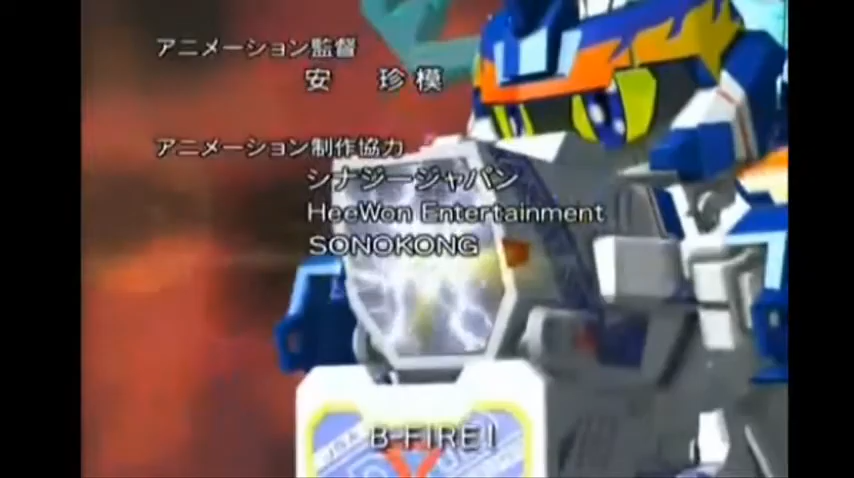 アニメーション監督
安 珍模
アニメーション制作協力
シナジージャパン
HeeWon Entertainment
SONOKONG
B-FIRE!